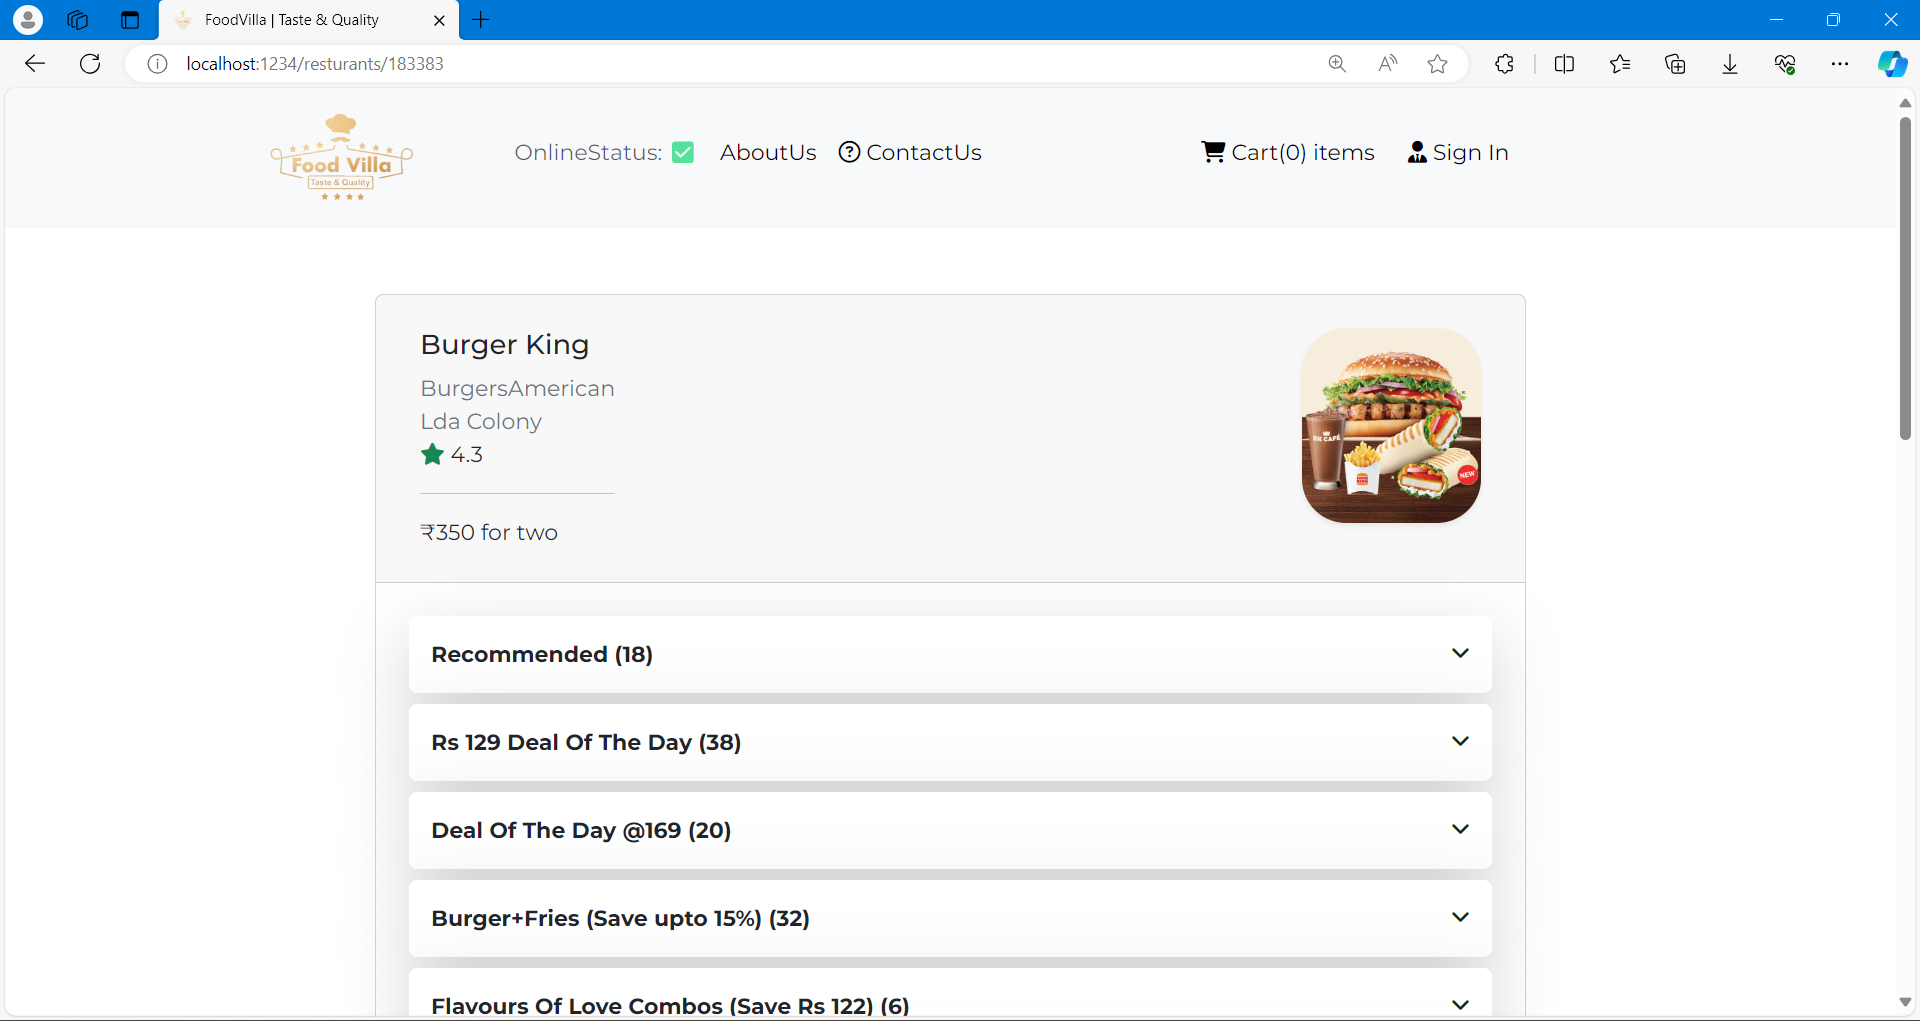 FoodVilla | Taste & Quality
localhost:1234/resturants/183383
Food Villa
Taste & Quality
OnlineStatus:
AboutUs
ContactUs
Cart(0) items
Sign In
Burger King
BurgersAmerican
Lda Colony
4.3
₹350 for two
BK CAFÉ
NEW
Recommended (18)
Rs 129 Deal Of The Day (38)
Deal Of The Day @169 (20)
Burger+Fries (Save upto 15%) (32)
Flavours Of Love Combos (Save Rs 122) (6)